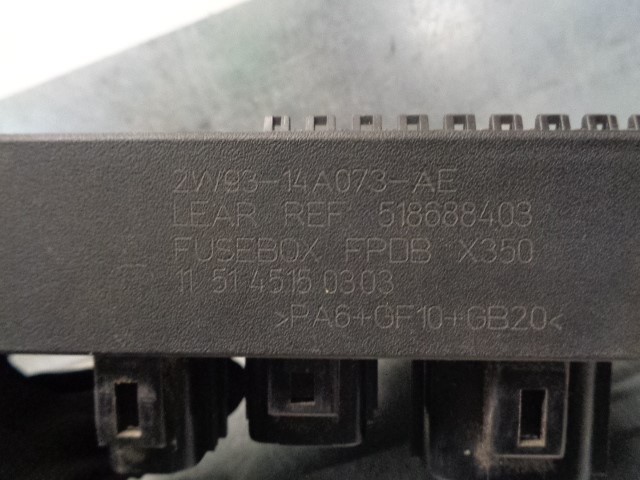 2W93-14A073-AE
LEAR REF 518688403
FUSEBOX FPDB X350
11 51 4515 0303
>PA6+GF10+GB20<